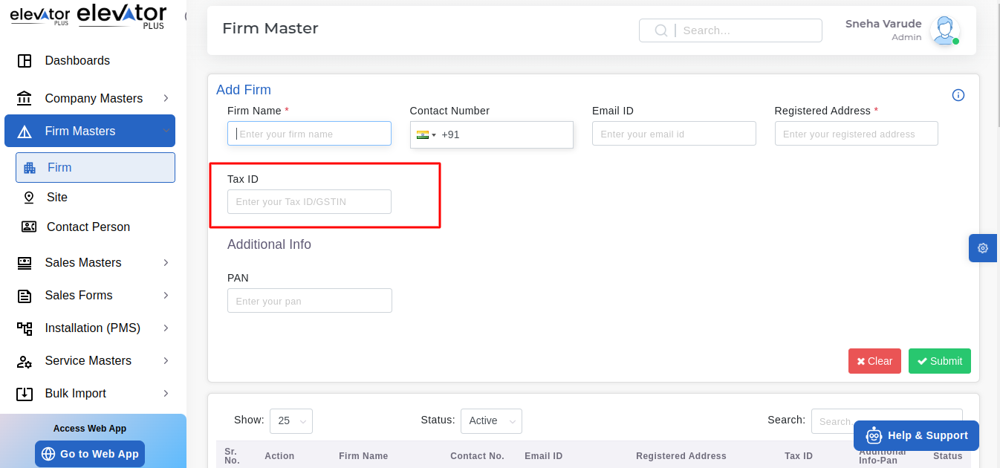 elevator PLUS elevator PLUS
Firm Master
Search...
Sneha Varude
Admin
Dashboards
Company Masters
Firm Masters
Firm
Site
Contact Person
Sales Masters
Sales Forms
Installation (PMS)
Service Masters
Bulk Import
Access Web App
Go to Web App
Add Firm
Firm Name * Contact Number Email ID Registered Address *
Enter your firm name +91 Enter your email id Enter your registered address
Tax ID
Enter your Tax ID/GSTIN
Additional Info
PAN
Enter your pan
Clear Submit
Show: 25 Status: Active Search: Search.
Help & Support
Sr. No. Action Firm Name Contact No. Email ID Registered Address Tax ID Additional Info-Pan Status